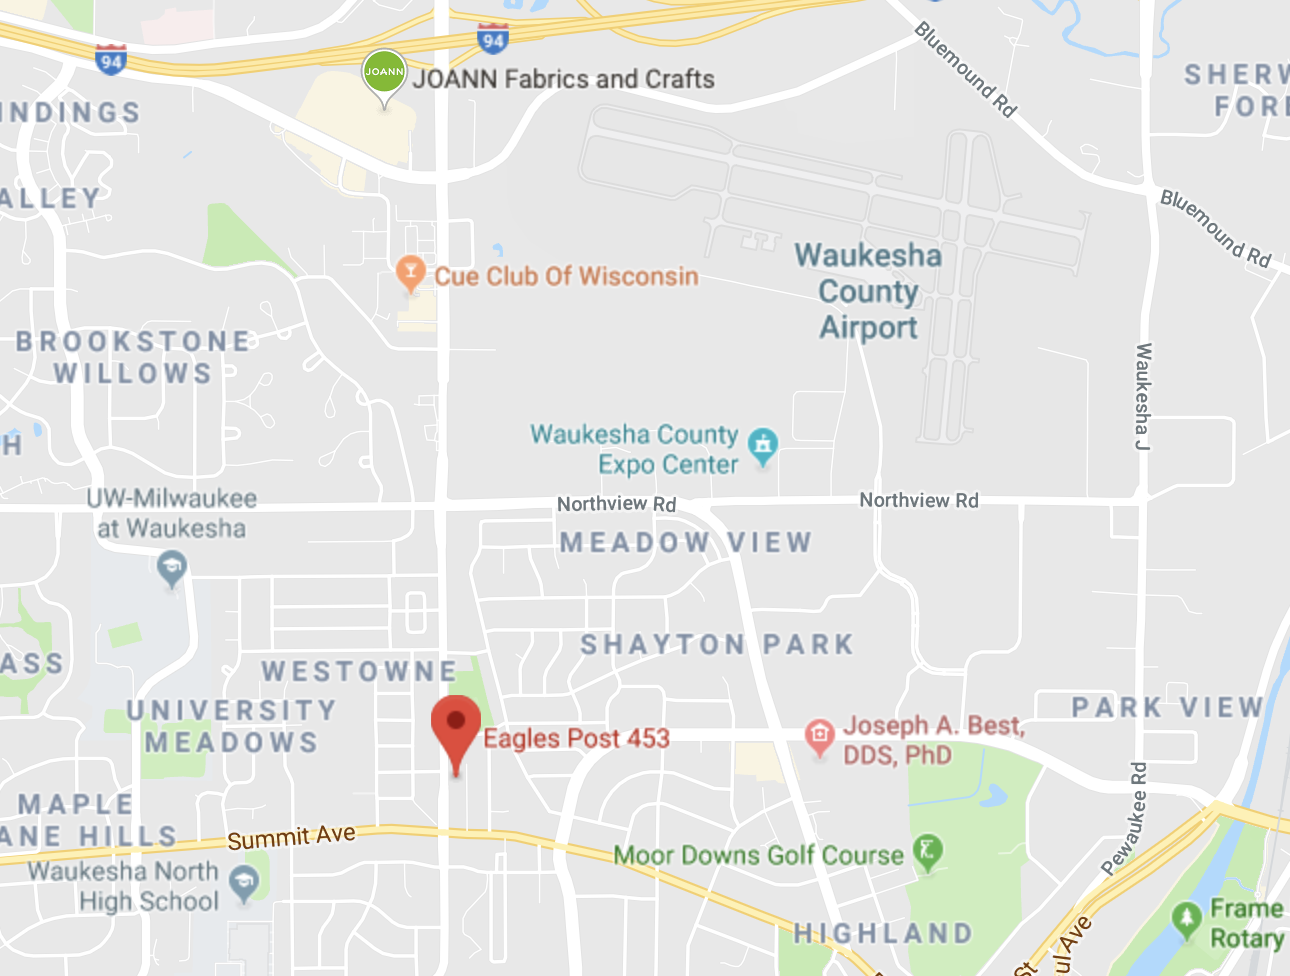 94
94
JOANN
JOANN Fabrics and Crafts
Bluemound Rd
SHERW
FORE
INDINGS
ALLEY
Bluemound Rd
Waukesha
County
Airport
Cue Club Of Wisconsin
BROOKSTONE
WILLOWS
Waukesha J
H
Waukesha County
Expo Center
UW-Milwaukee
at Waukesha
Northview Rd
Northview Rd
MEADOW VIEW
SHAYTON PARK
ASS
WESTOWNE
UNIVERSITY
MEADOWS
PARK VIEW
Eagles Post 453
Joseph A. Best,
DDS, PhD
MAPLE
ANE HILLS
Summit Ave
Pewaukee Rd
Moor Downs Golf Course
Waukesha North
High School
HIGHLAND
Frame
Rotary
St
ul Ave